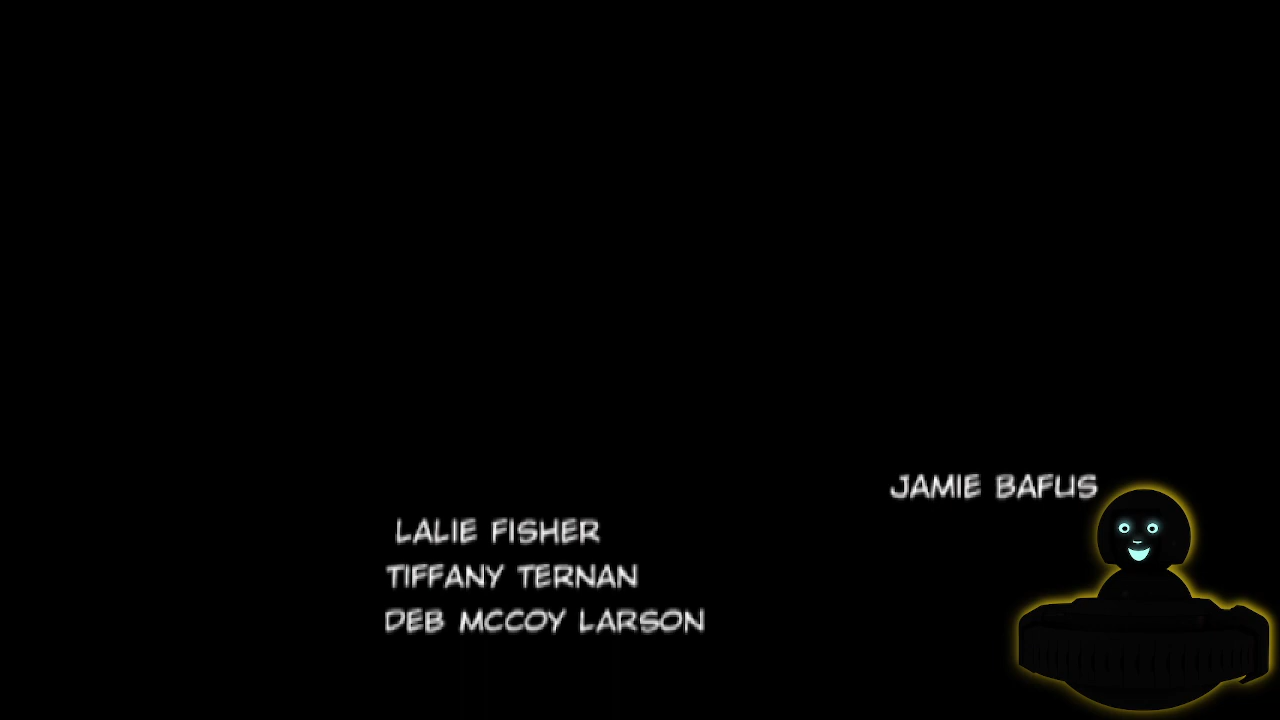 JAMIE BAFUS
LALIE FISHER
TIFFANY TERNAN
DEB MCCOY LARSON